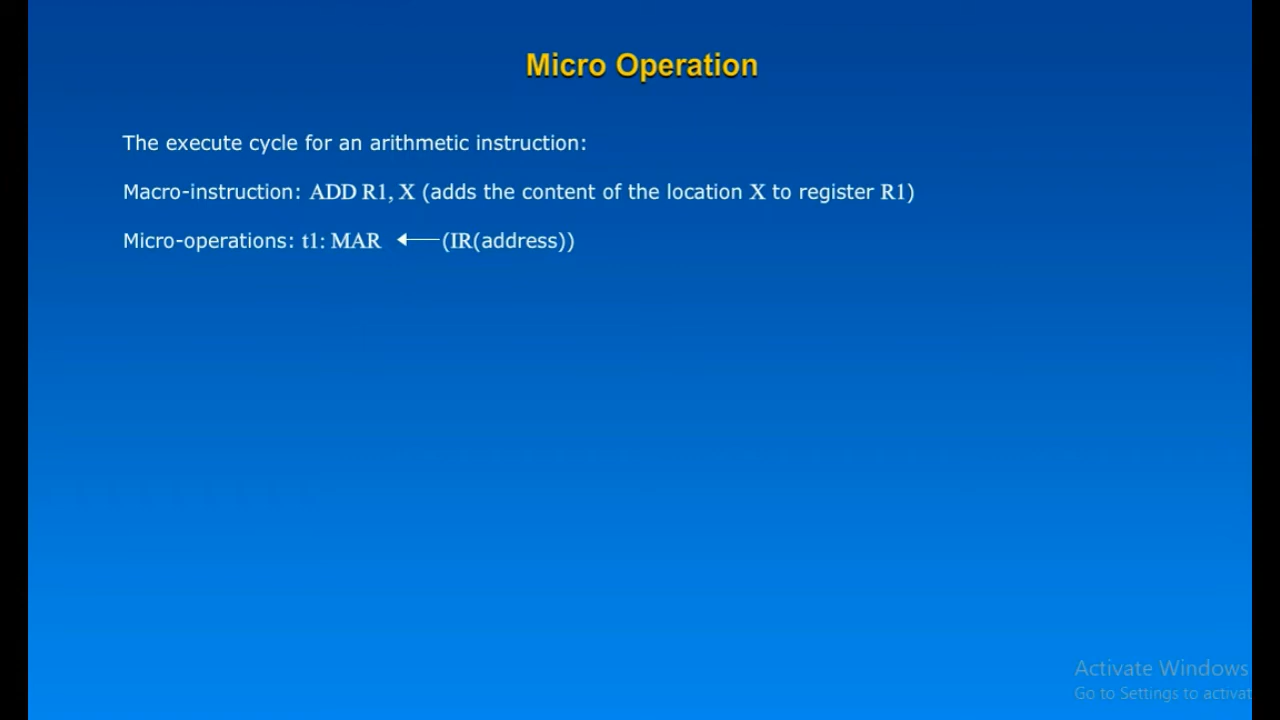 Micro Operation
The execute cycle for an arithmetic instruction:
Macro-instruction: ADD R1, X (adds the content of the location X to register R1)
Micro-operations: t1: MAR ← (IR(address))
Activate Windows
Go to Settings to activat